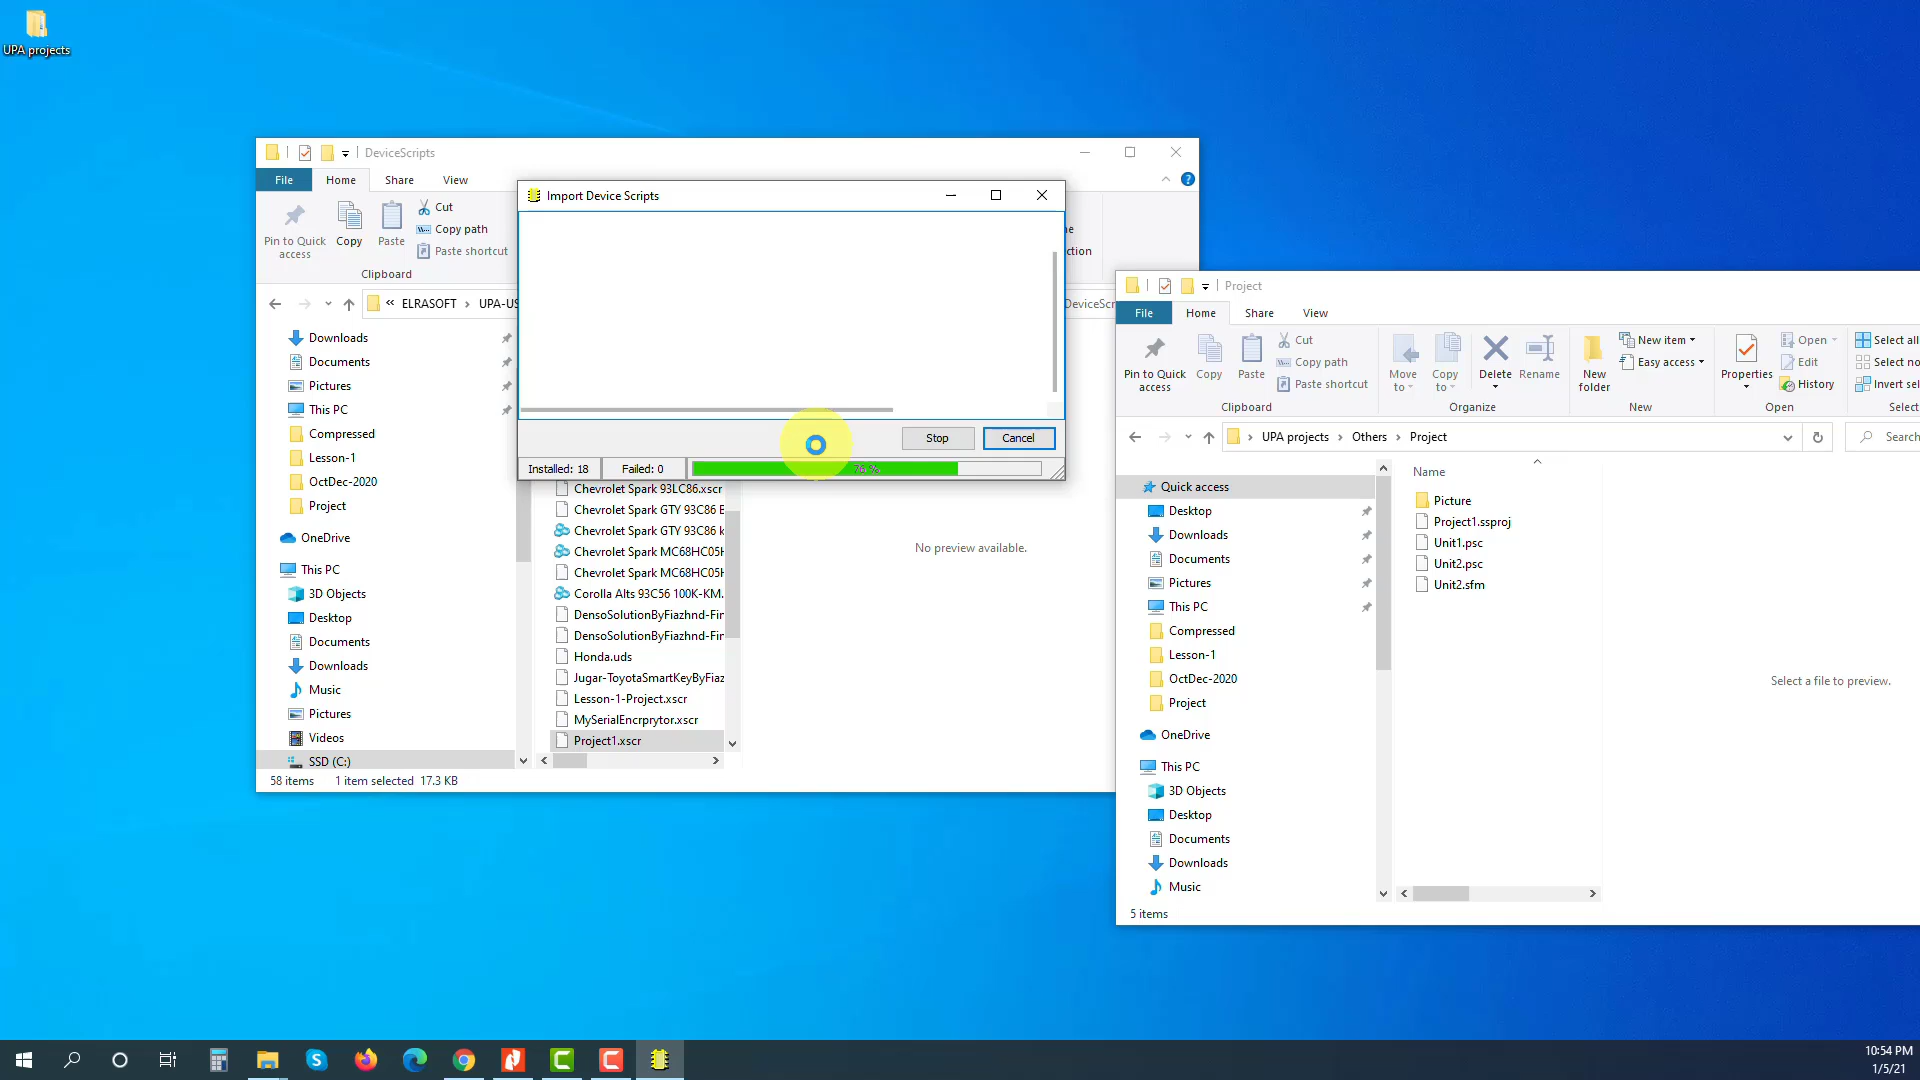 UPA projects
DeviceScripts
File
Home
Share
View
Pin to Quick access
Copy
Paste
Cut
Copy path
Paste shortcut
Clipboard
« ELRASOFT › UPA-US
DeviceScr
Downloads
Documents
Pictures
This PC
Compressed
Lesson-1
OctDec-2020
Project
OneDrive
This PC
3D Objects
Desktop
Documents
Downloads
Music
Pictures
Videos
SSD (C:)
58 items
1 item selected 17.3 KB
Import Device Scripts
Stop
Cancel
Installed: 18
Failed: 0
76 %
Chevrolet Spark 93LC86.xscr
Chevrolet Spark GTY 93C86 E
Chevrolet Spark GTY 93C86 k
Chevrolet Spark MC68HC05H
Chevrolet Spark MC68HC05H
Corolla Alts 93C56 100K-KM.
DensoSolutionByFiazhnd-Fir
DensoSolutionByFiazhnd-Fir
Honda.uds
Jugar-ToyotaSmartKeyByFiaz
Lesson-1-Project.xscr
MySerialEncrprytor.xscr
Project1.xscr
No preview available.
Project
File
Home
Share
View
Pin to Quick access
Copy
Paste
Cut
Copy path
Paste shortcut
Clipboard
Move to
Copy to
Delete
Rename
Organize
New folder
New item
Easy access
New
Properties
Open
Edit
History
Open
Select all
Select no
Invert sel
Select
UPA projects › Others › Project
Search
Quick access
Desktop
Downloads
Documents
Pictures
This PC
Compressed
Lesson-1
OctDec-2020
Project
OneDrive
This PC
3D Objects
Desktop
Documents
Downloads
Music
Name
Picture
Project1.ssproj
Unit1.psc
Unit2.psc
Unit2.sfm
Select a file to preview.
5 items
10:54 PM
1/5/21